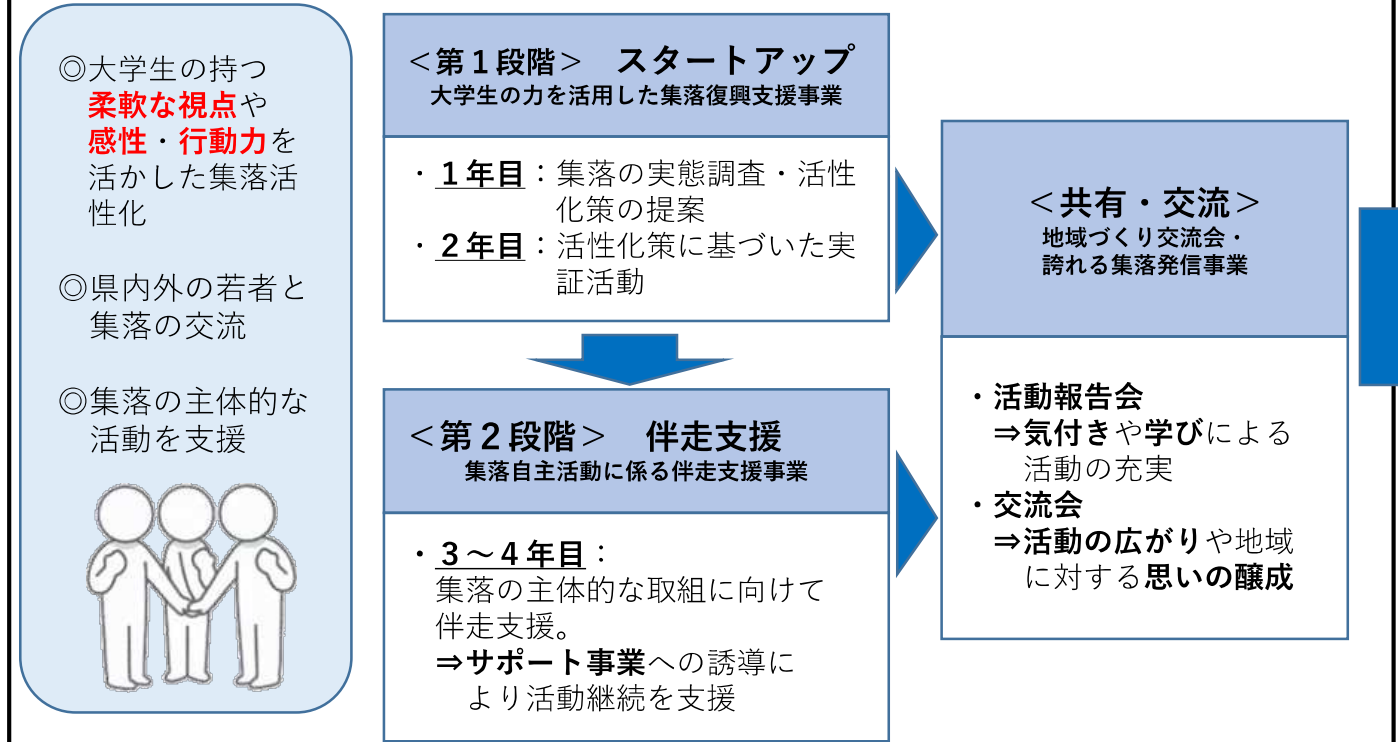 ◎大学生の持つ
柔軟な視点や
感性・行動力を
活かした集落活
性化
◎県内外の若者と
集落の交流
◎集落の主体的な
活動を支援
＜第１段階＞　スタートアップ
大学生の力を活用した集落復興支援事業
・１年目：集落の実態調査・活性
化策の提案
・２年目：活性化策に基づいた実
証活動
＜第２段階＞　伴走支援
集落自主活動に係る伴走支援事業
・３～４年目：
集落の主体的な取組に向けて
伴走支援。
⇒サポート事業への誘導に
より活動継続を支援
＜共有・交流＞
地域づくり交流会・
誇れる集落発信事業
・活動報告会
⇒気付きや学びによる
活動の充実
・交流会
⇒活動の広がりや地域
に対する思いの醸成